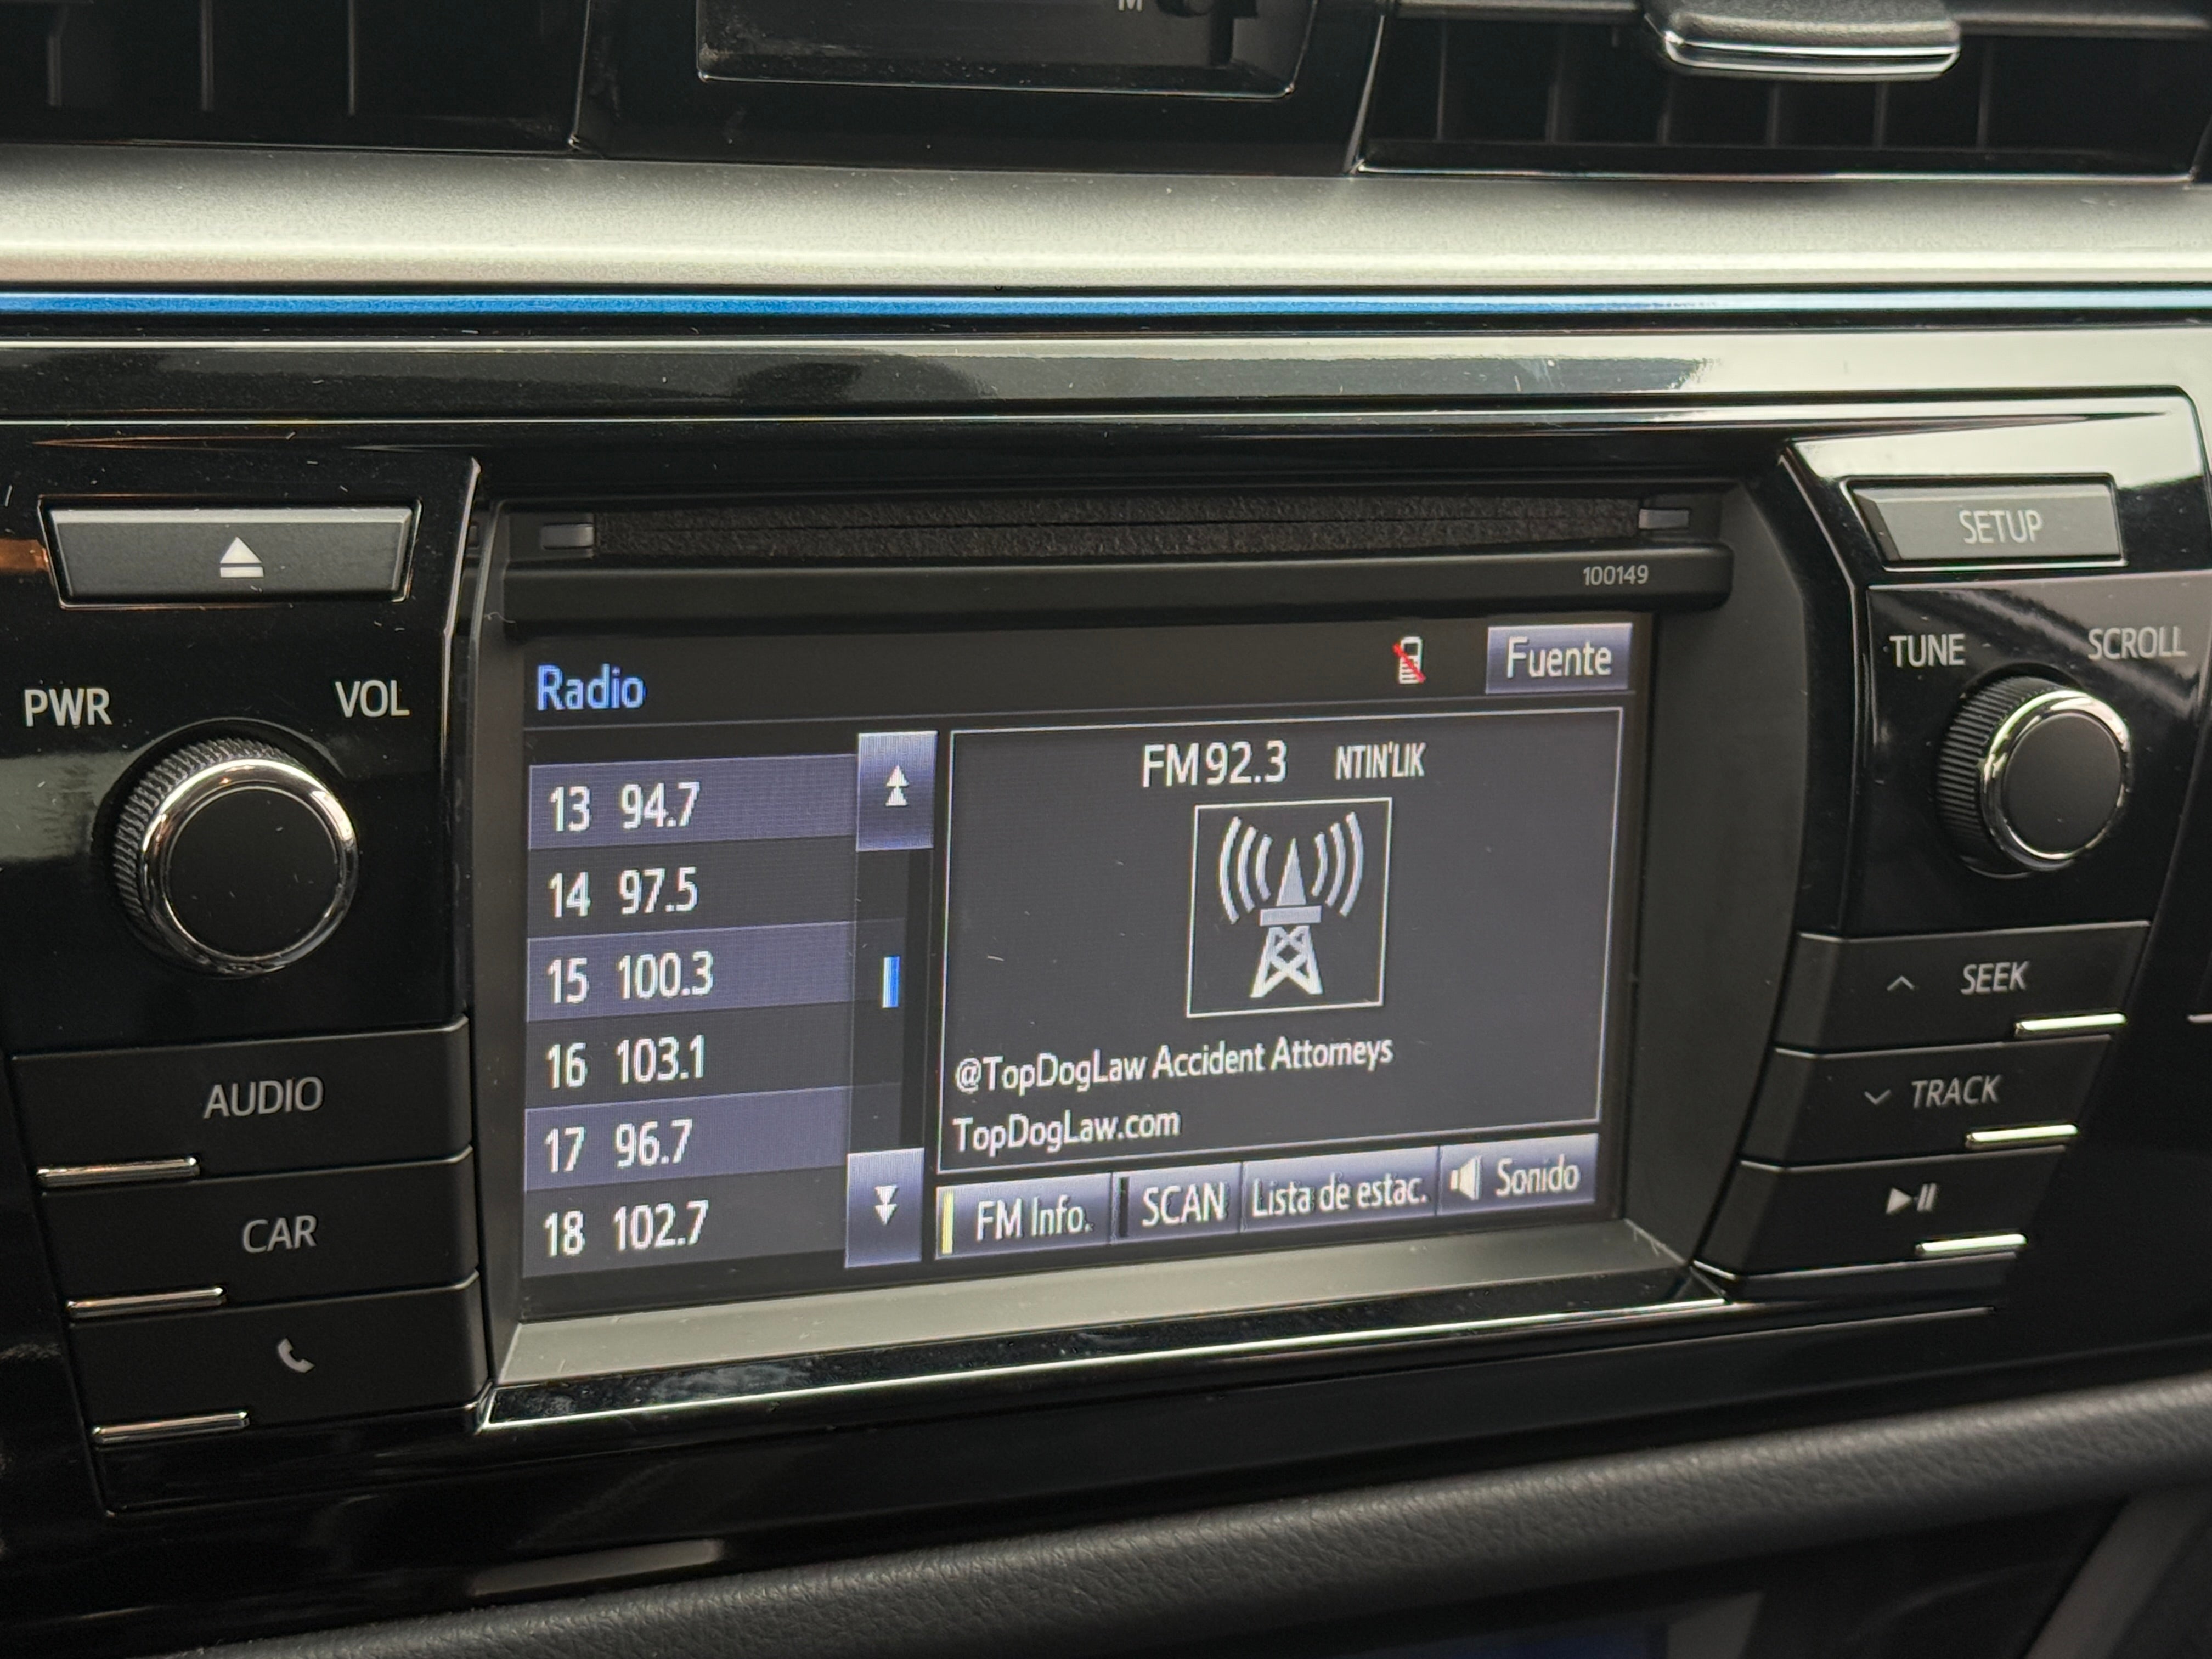 M
SETUP
100149
PWR
VOL
TUNE
SCROLL
Radio
Fuente
FM 92.3 NTIN'LIK
13 94.7
14 97.5
15 100.3
16 103.1
17 96.7
18 102.7
@TopDogLaw Accident Attorneys
TopDogLaw.com
FM Info.
SCAN
Lista de estac.
Sonido
AUDIO
CAR
SEEK
TRACK